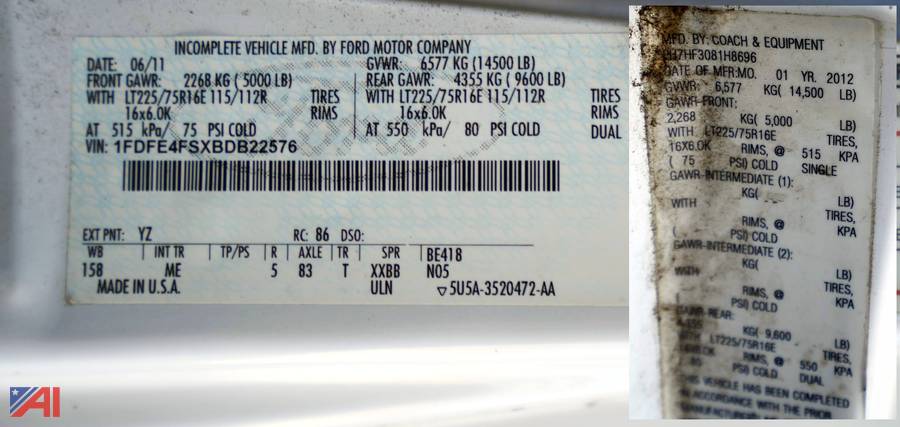 INCOMPLETE VEHICLE MFD. BY FORD MOTOR COMPANY
DATE: 06/11 GVWR: 6577 KG (14500 LB)
FRONT GAWR: 2268 KG ( 5000 LB) REAR GAWR: 4355 KG ( 9600 LB)
WITH LT225/75R16E 115/112R TIRES WITH LT225/75R16E 115/112R TIRES
16x6.0K RIMS 16x6.0K RIMS
AT 515 kPa/ 75 PSI COLD AT 550 kPa/ 80 PSI COLD DUAL
VIN: 1FDFE4FSXBDB22576
EXT PNT: YZ RC: 86 DSO:
WB INT TR TP/PS R AXLE TR SPR BE418
158 ME 5 83 T XXBB N05
MADE IN U.S.A. ULN ▽5U5A-3520472-AA
AI
MFD. BY: COACH & EQUIPMENT
DATE OF MFR:MO. 01 YR. 2012
GVWR: 6,577 KG( 14,500 LB)
GAWR-FRONT:
2,268 KG( 5,000 LB)
WITH LT225/75R16E TIRES,
16X6.0K RIMS, @ 515 KPA
( 75 PSI) COLD SINGLE
GAWR-INTERMEDIATE (1):
KG( LB)
WITH TIRES,
RIMS, @ KPA
( PSI) COLD
GAWR-INTERMEDIATE (2):
KG( LB)
WITH TIRES,
RIMS, @ KPA
( PSI) COLD
GAWR-REAR:
KG( 9,600 LB)
WITH LT225/75R16E TIRES,
RIMS, @ 550 KPA
PSI) COLD DUAL
THIS VEHICLE HAS BEEN COMPLETED
IN ACCORDANCE WITH THE PRIOR